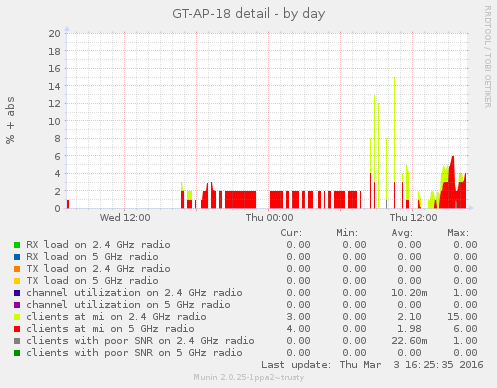 GT-AP-18 detail - by day
RRDTOOL / TOBI OETIKER
% + abs
20
18
16
14
12
10
8
6
4
2
0
Wed 12:00 Thu 00:00 Thu 12:00
Cur: Min: Avg: Max:
RX load on 2.4 GHz radio 0.00 0.00 0.00 0.00
RX load on 5 GHz radio 0.00 0.00 0.00 0.00
TX load on 2.4 GHz radio 0.00 0.00 0.00 0.00
TX load on 5 GHz radio 0.00 0.00 0.00 0.00
channel utilization on 2.4 GHz radio 0.00 0.00 10.20m 1.00
channel utilization on 5 GHz radio 0.00 0.00 0.00 0.00
clients at mi on 2.4 GHz radio 3.00 0.00 2.10 15.00
clients at mi on 5 GHz radio 4.00 0.00 1.98 6.00
clients with poor SNR on 2.4 GHz radio 0.00 0.00 22.60m 1.00
clients with poor SNR on 5 GHz radio 0.00 0.00 0.00 0.00
Last update: Thu Mar 3 16:25:35 2016
Munin 2.0.25-1ppa2~trusty